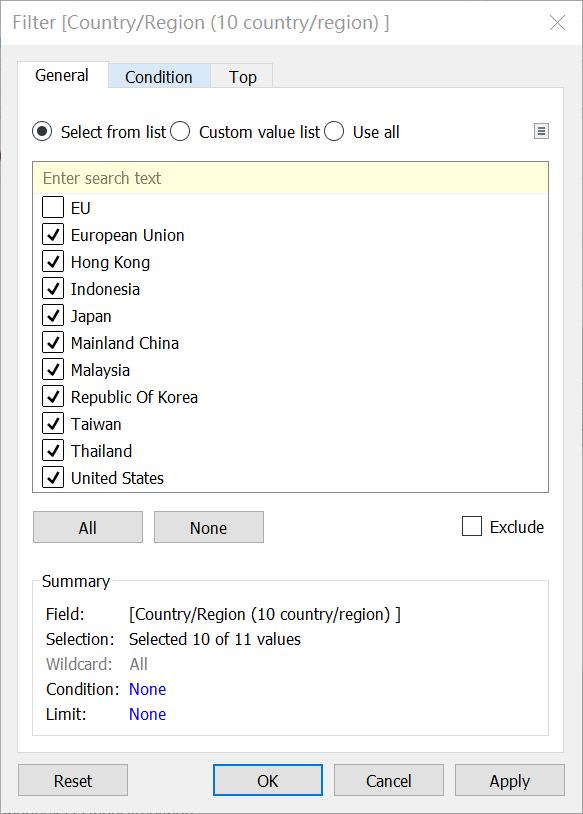 Filter [Country/Region (10 country/region) ]
General Condition Top
Select from list Custom value list Use all
Enter search text
EU
European Union
Hong Kong
Indonesia
Japan
Mainland China
Malaysia
Republic Of Korea
Taiwan
Thailand
United States
All None Exclude
Summary
Field: [Country/Region (10 country/region) ]
Selection: Selected 10 of 11 values
Wildcard: All
Condition: None
Limit: None
Reset OK Cancel Apply